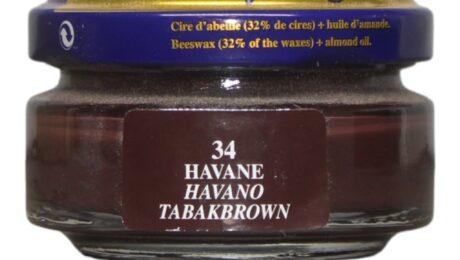 Cire d'abeille (32% de cires) + huile d'amande.
Beeswax (32% of the waxes) + almond oil.
34
HAVANE
HAVANO
TABAKBROWN